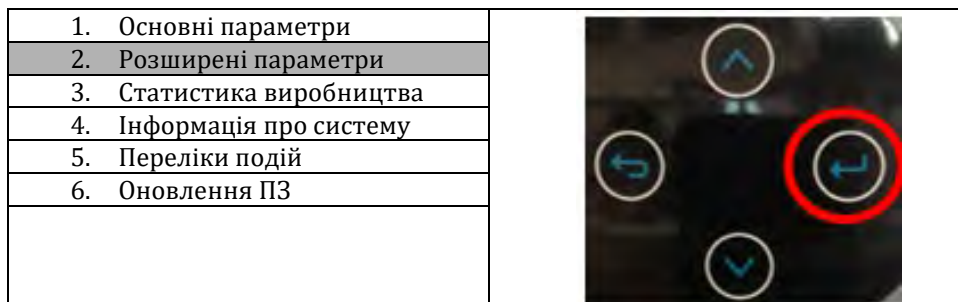 1. Основні параметри
2. Розширені параметри
3. Статистика виробництва
4. Інформація про систему
5. Переліки подій
6. Оновлення ПЗ